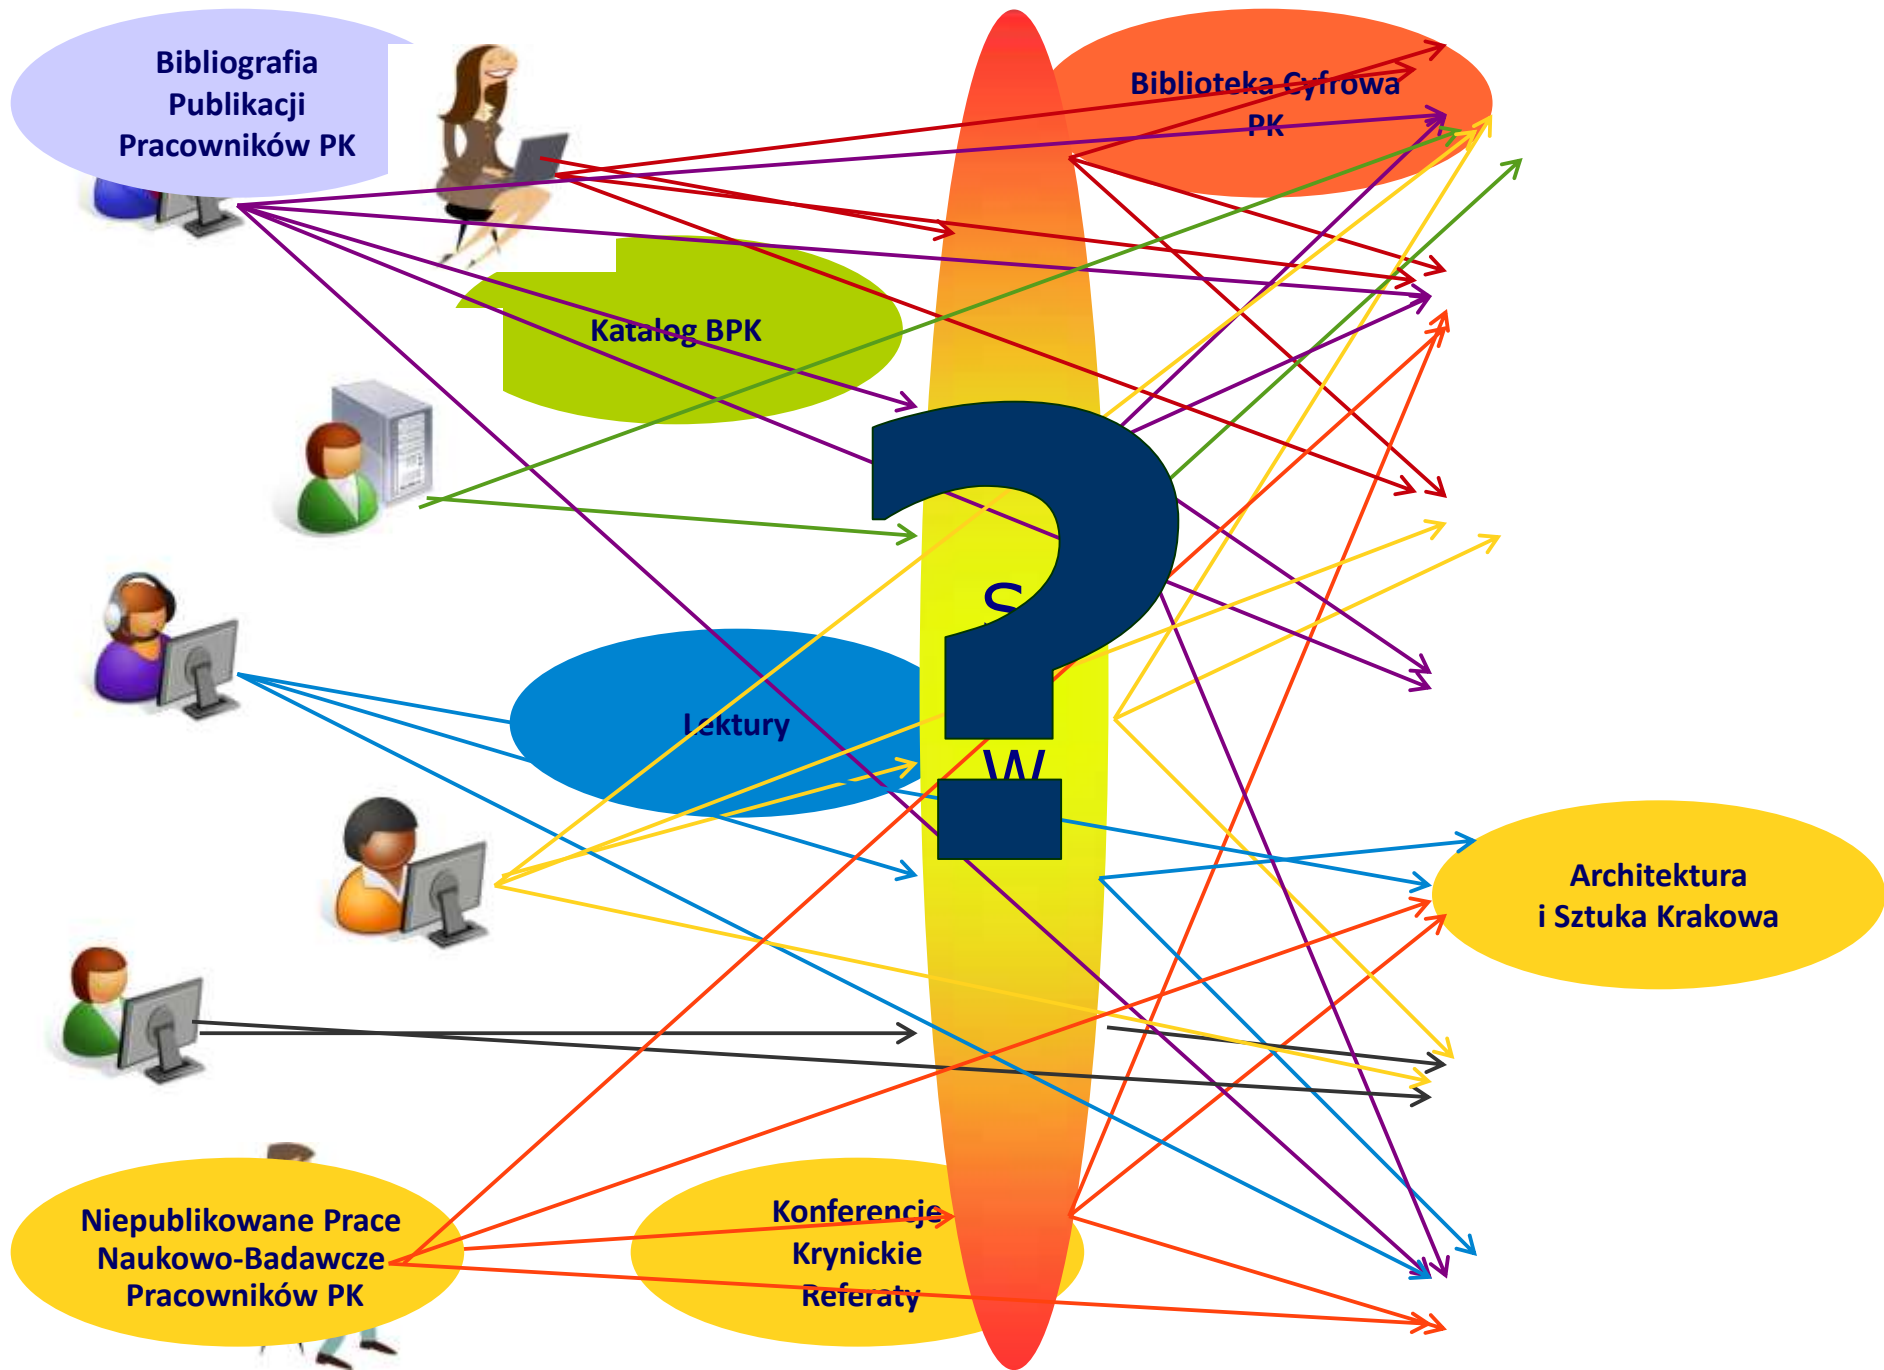 Bibliografia
Publikacji
Pracowników PK
Biblioteka Cyfrowa
PK
Katalog BPK
S
Lektury
W
Architektura
i Sztuka Krakowa
Niepublikowane Prace
Naukowo-Badawcze
Pracowników PK
Konferencje
Krynickie
Referaty
?